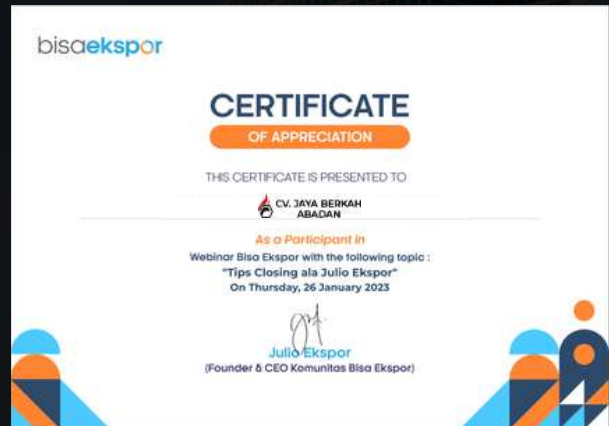 bisaekspor
CERTIFICATE
OF APPRECIATION
THIS CERTIFICATE IS PRESENTED TO
CV. JAYA BERKAH
ABADAN
As a Participant in
Webinar Bisa Ekspor with the following topic :
"Tips Closing ala Julio Ekspor"
On Thursday, 26 January 2023
Julio Ekspor
(Founder & CEO Komunitas Bisa Ekspor)